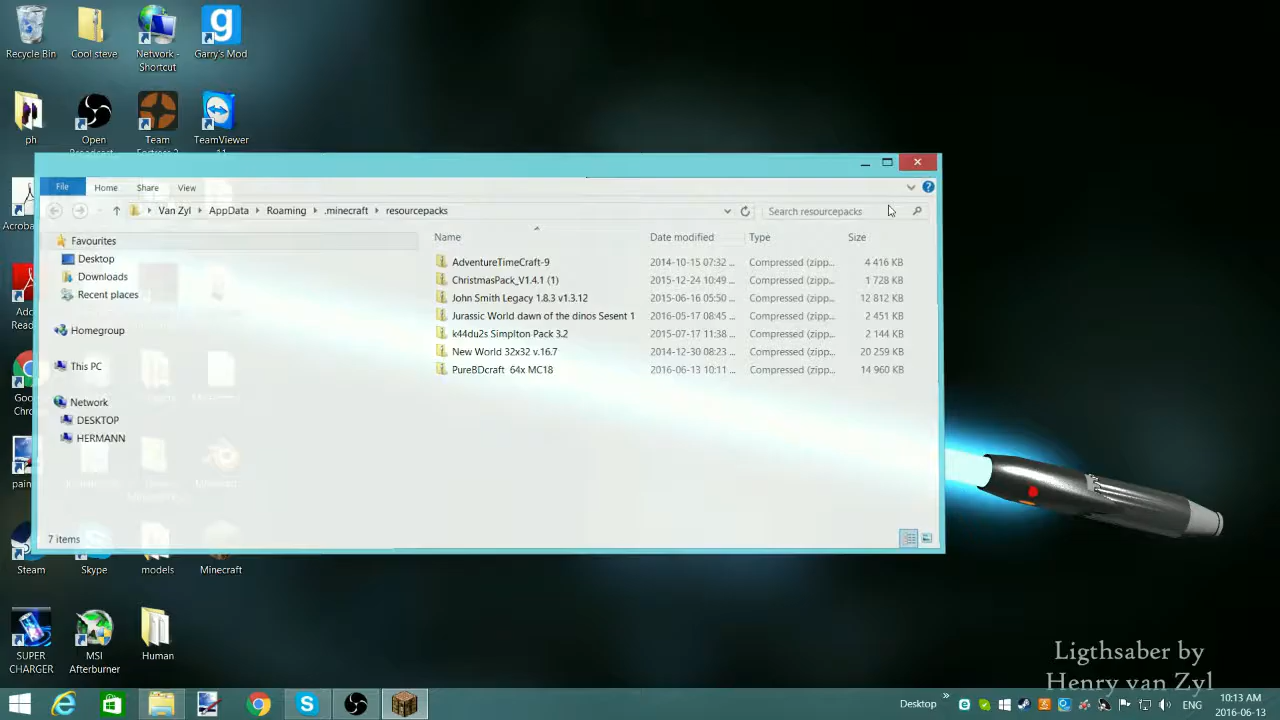 Recycle Bin
Cool steve
Network - Shortcut
Garry's Mod
ph
Open
Team
TeamViewer
File
Home
Share
View
Van Zyl
AppData
Roaming
.minecraft
resourcepacks
Search resourcepacks
Favourites
Desktop
Downloads
Recent places
Homegroup
This PC
Network
DESKTOP
HERMANN
Name
Date modified
Type
Size
AdventureTimeCraft-9
2014-10-15 07:32 ...
Compressed (zipp...
4 416 KB
ChristmasPack_V1.4.1 (1)
2015-12-24 10:49 ...
Compressed (zipp...
1 728 KB
John Smith Legacy 1.8.3 v1.3.12
2015-06-16 05:50 ...
Compressed (zipp...
12 812 KB
Jurassic World dawn of the dinos Sesent 1
2016-05-17 08:45 ...
Compressed (zipp...
2 451 KB
k44du2s Simplton Pack 3.2
2015-07-17 11:38 ...
Compressed (zipp...
2 144 KB
New World 32x32 v.16.7
2014-12-30 08:23 ...
Compressed (zipp...
20 259 KB
PureBDcraft 64x MC18
2016-06-13 10:11 ...
Compressed (zipp...
14 960 KB
7 items
Steam
Skype
models
Minecraft
SUPER CHARGER
MSI Afterburner
Human
Ligthsaber by
Henry van Zyl
Desktop
ENG
10:13 AM
2016-06-13